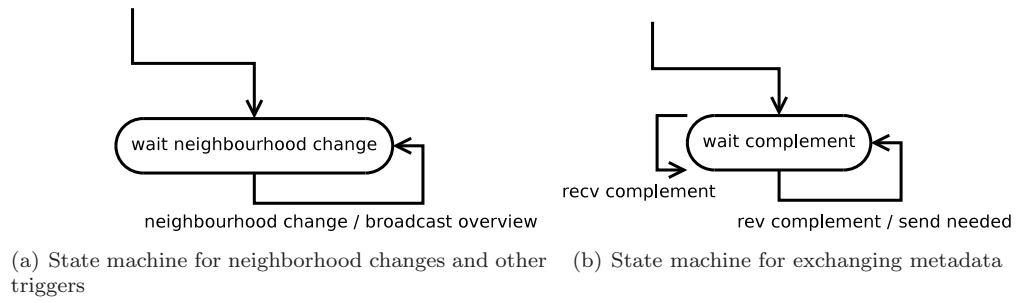 wait neighbourhood change
neighbourhood change / broadcast overview
(a) State machine for neighborhood changes and other
triggers
wait complement
recv complement
rev complement / send needed
(b) State machine for exchanging metadata